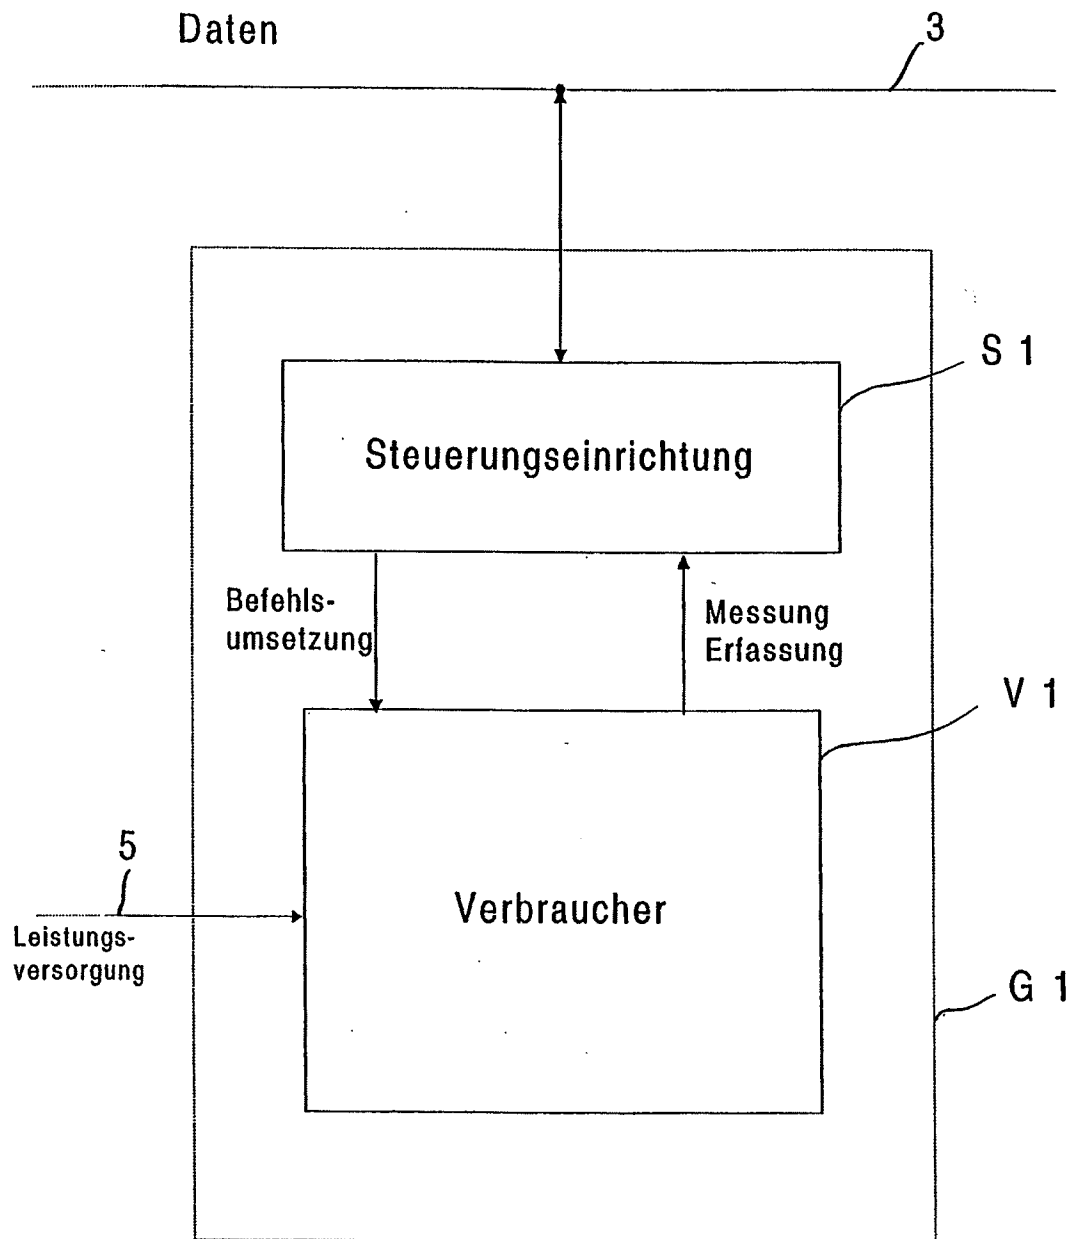 Daten
3
S 1
Steuerungseinrichtung
Befehls-
umsetzung
Messung
Erfassung
V 1
5
Verbraucher
Leistungs-
versorgung
G 1